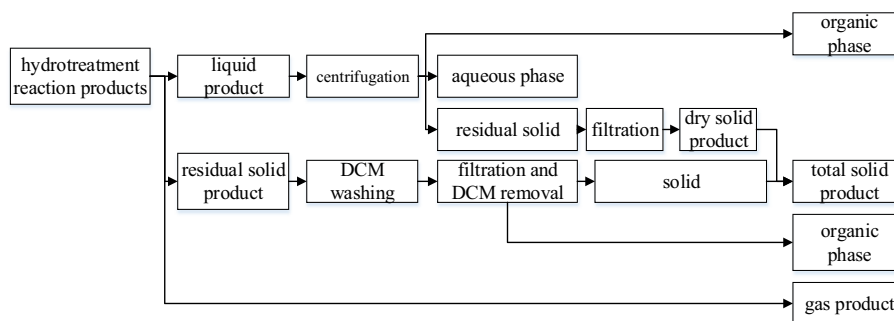 hydrotreatment
reaction products
liquid
product
centrifugation
organic
phase
aqueous phase
residual solid
filtration
dry solid
product
residual solid
product
DCM
washing
filtration and
DCM removal
solid
total solid
product
organic
phase
gas product